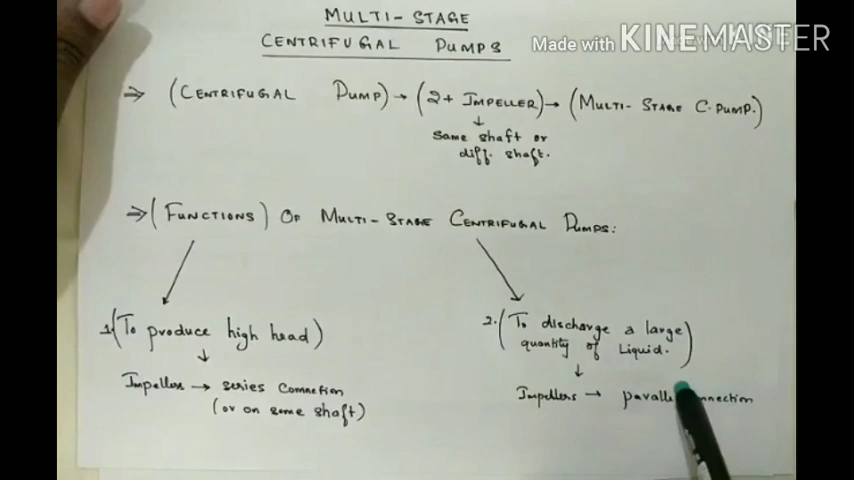 MULTI-STAGE
CENTRIFUGAL PUMPS
Made with KINEMASTER
⇒ (CENTRIFUGAL PUMP) → (2+ IMPELLER) → (MULTI-STAGE C.PUMP.)
↓
Same shaft or
diff. shaft.
⇒ (FUNCTIONS) OF MULTI-STAGE CENTRIFUGAL PUMPS:
1. (To produce high head)
↓
Impellers → series connection
(or on same shaft)
2. (To discharge a large
quantity of Liquid.)
↓
Impellers →